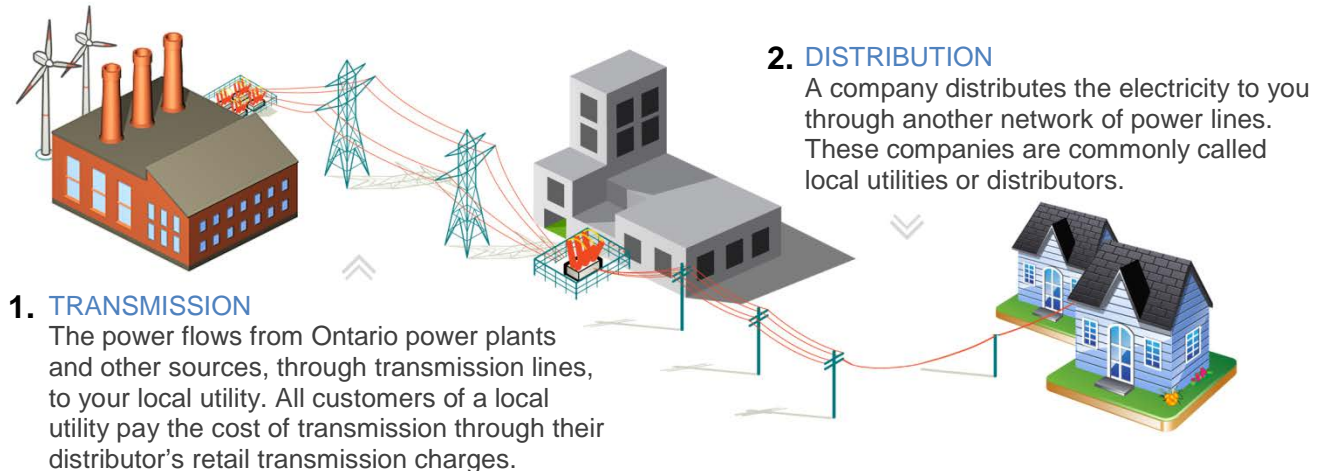 1. TRANSMISSION
The power flows from Ontario power plants
and other sources, through transmission lines,
to your local utility. All customers of a local
utility pay the cost of transmission through their
distributor's retail transmission charges.
2. DISTRIBUTION
A company distributes the electricity to you
through another network of power lines.
These companies are commonly called
local utilities or distributors.